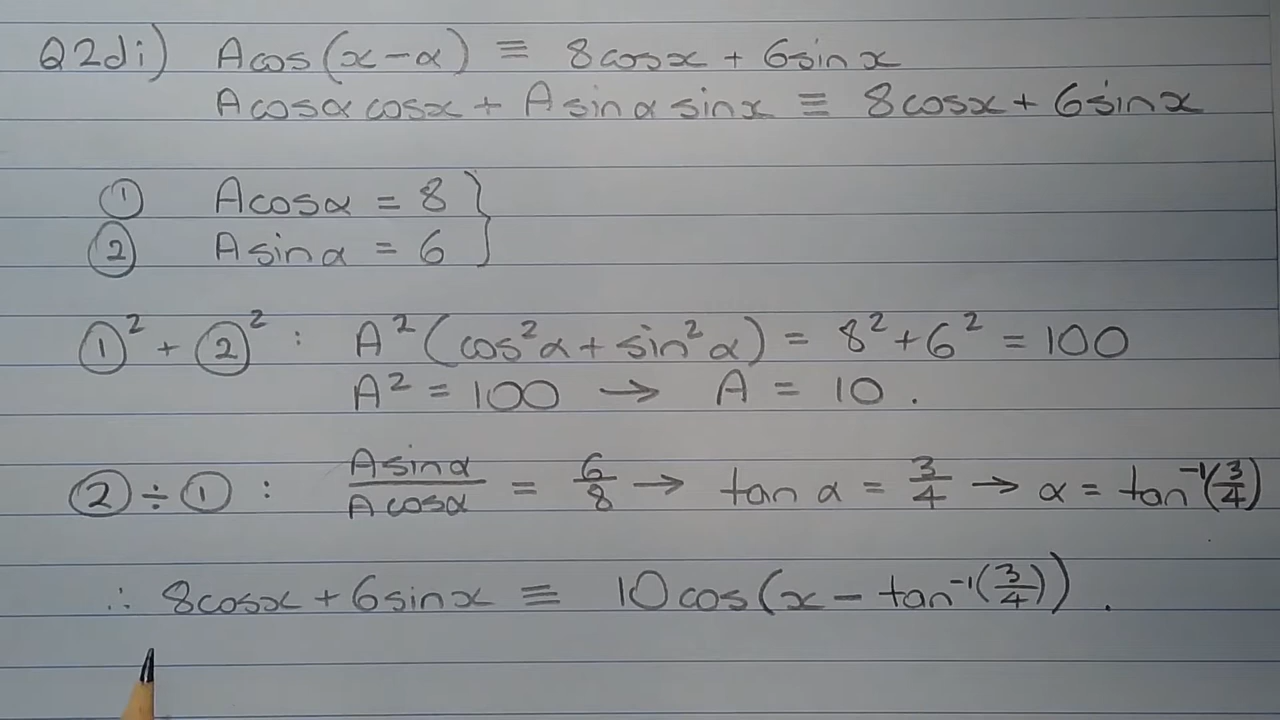 Q2di) Acos(x-α) ≡ 8cosx + 6sinx
Acosα cosx + Asinα sinx ≡ 8cosx + 6sinx
① Acosα = 8 }
② Asinα = 6
①² + ②² : A²(cos²α + sin²α) = 8² + 6² = 100
A² = 100 → A = 10.
② ÷ ① : Asinα/Acosα = 6/8 → tan α = 3/4 → α = tan⁻¹(3/4)
∴ 8cosx + 6sinx ≡ 10cos(x - tan⁻¹(3/4)).